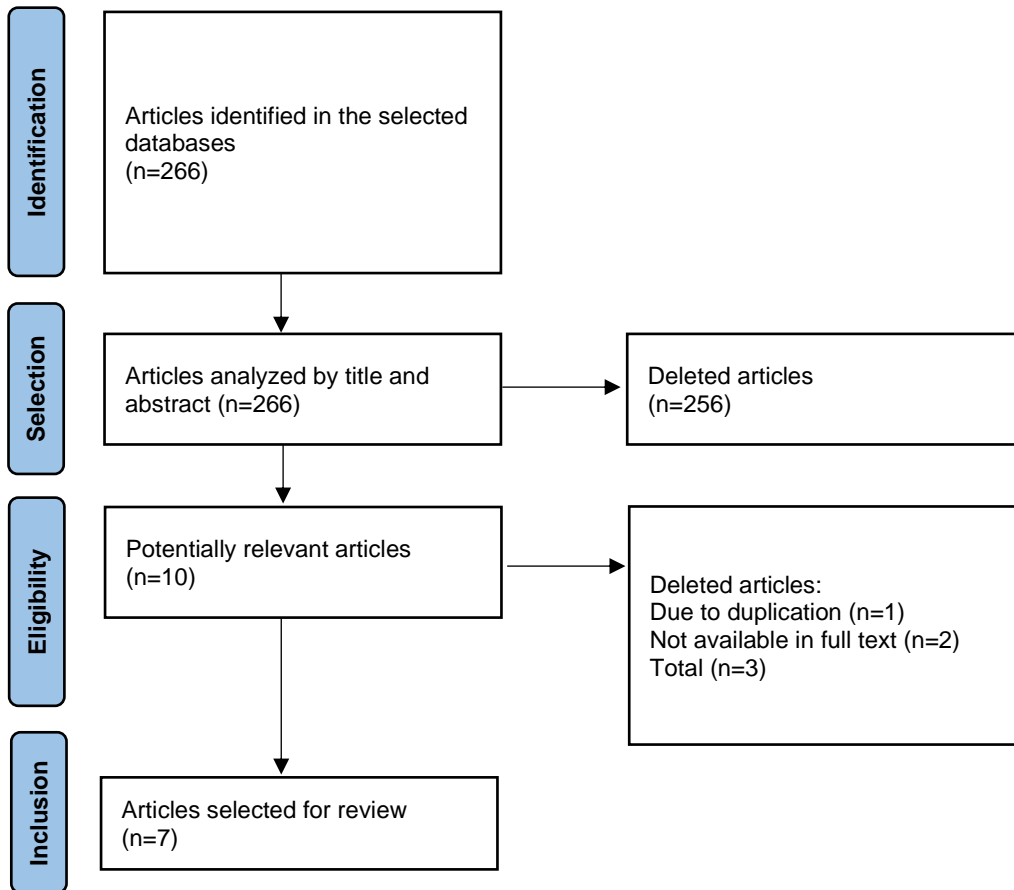 Identification
Articles identified in the selected
databases
(n=266)
Selection
Articles analyzed by title and
abstract (n=266)
Deleted articles
(n=256)
Eligibility
Potentially relevant articles
(n=10)
Deleted articles:
Due to duplication (n=1)
Not available in full text (n=2)
Total (n=3)
Inclusion
Articles selected for review
(n=7)